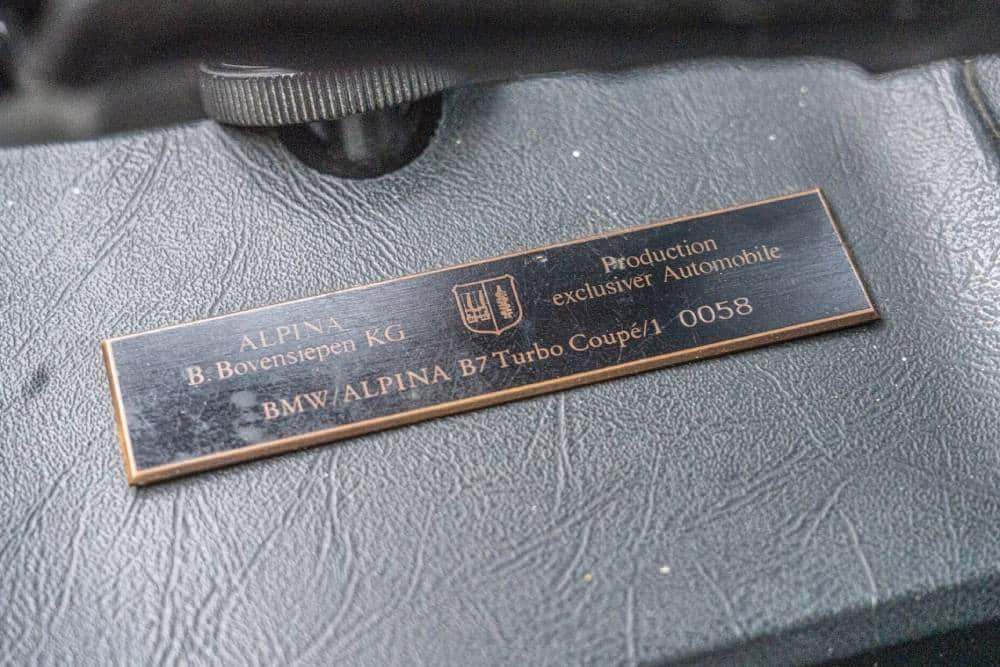 ALPINA
B. Bovensiepen KG
Production
exclusiver Automobile
BMW/ALPINA B7 Turbo Coupé/1 0058